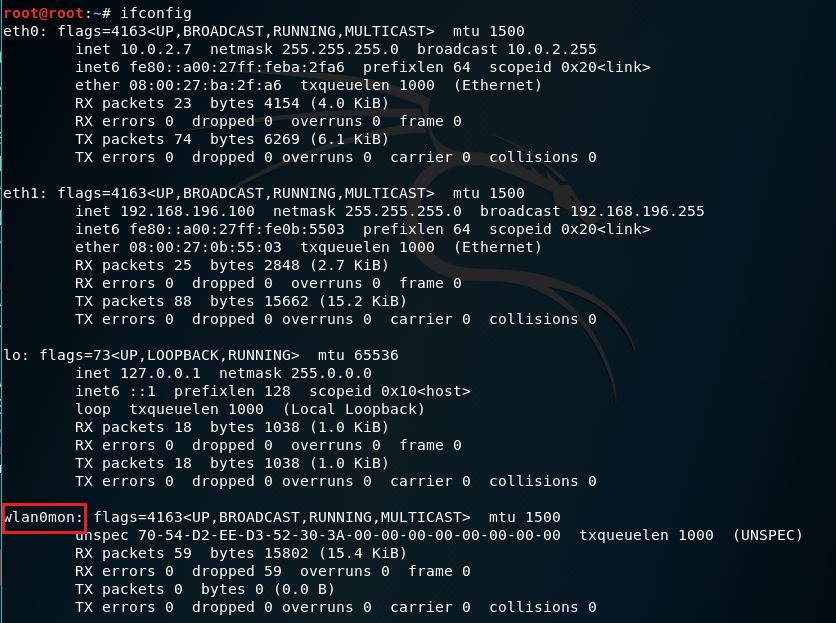 root@root:~# ifconfig
eth0: flags=4163<UP,BROADCAST,RUNNING,MULTICAST>  mtu 1500
        inet 10.0.2.7  netmask 255.255.255.0  broadcast 10.0.2.255
        inet6 fe80::a00:27ff:feba:2fa6  prefixlen 64  scopeid 0x20<link>
        ether 08:00:27:ba:2f:a6  txqueuelen 1000  (Ethernet)
        RX packets 23  bytes 4154 (4.0 KiB)
        RX errors 0  dropped 0  overruns 0  frame 0
        TX packets 74  bytes 6269 (6.1 KiB)
        TX errors 0  dropped 0 overruns 0  carrier 0  collisions 0

eth1: flags=4163<UP,BROADCAST,RUNNING,MULTICAST>  mtu 1500
        inet 192.168.196.100  netmask 255.255.255.0  broadcast 192.168.196.255
        inet6 fe80::a00:27ff:fe0b:5503  prefixlen 64  scopeid 0x20<link>
        ether 08:00:27:0b:55:03  txqueuelen 1000  (Ethernet)
        RX packets 25  bytes 2848 (2.7 KiB)
        RX errors 0  dropped 0  overruns 0  frame 0
        TX packets 88  bytes 15662 (15.2 KiB)
        TX errors 0  dropped 0 overruns 0  carrier 0  collisions 0

lo: flags=73<UP,LOOPBACK,RUNNING>  mtu 65536
        inet 127.0.0.1  netmask 255.0.0.0
        inet6 ::1  prefixlen 128  scopeid 0x10<host>
        loop  txqueuelen 1000  (Local Loopback)
        RX packets 18  bytes 1038 (1.0 KiB)
        RX errors 0  dropped 0  overruns 0  frame 0
        TX packets 18  bytes 1038 (1.0 KiB)
        TX errors 0  dropped 0 overruns 0  carrier 0  collisions 0

wlan0mon: flags=4163<UP,BROADCAST,RUNNING,MULTICAST>  mtu 1500
        unspec 70-54-D2-EE-D3-52-30-3A-00-00-00-00-00-00-00-00  txqueuelen 1000  (UNSPEC)
        RX packets 59  bytes 15802 (15.4 KiB)
        RX errors 0  dropped 59  overruns 0  frame 0
        TX packets 0  bytes 0 (0.0 B)
        TX errors 0  dropped 0 overruns 0  carrier 0  collisions 0